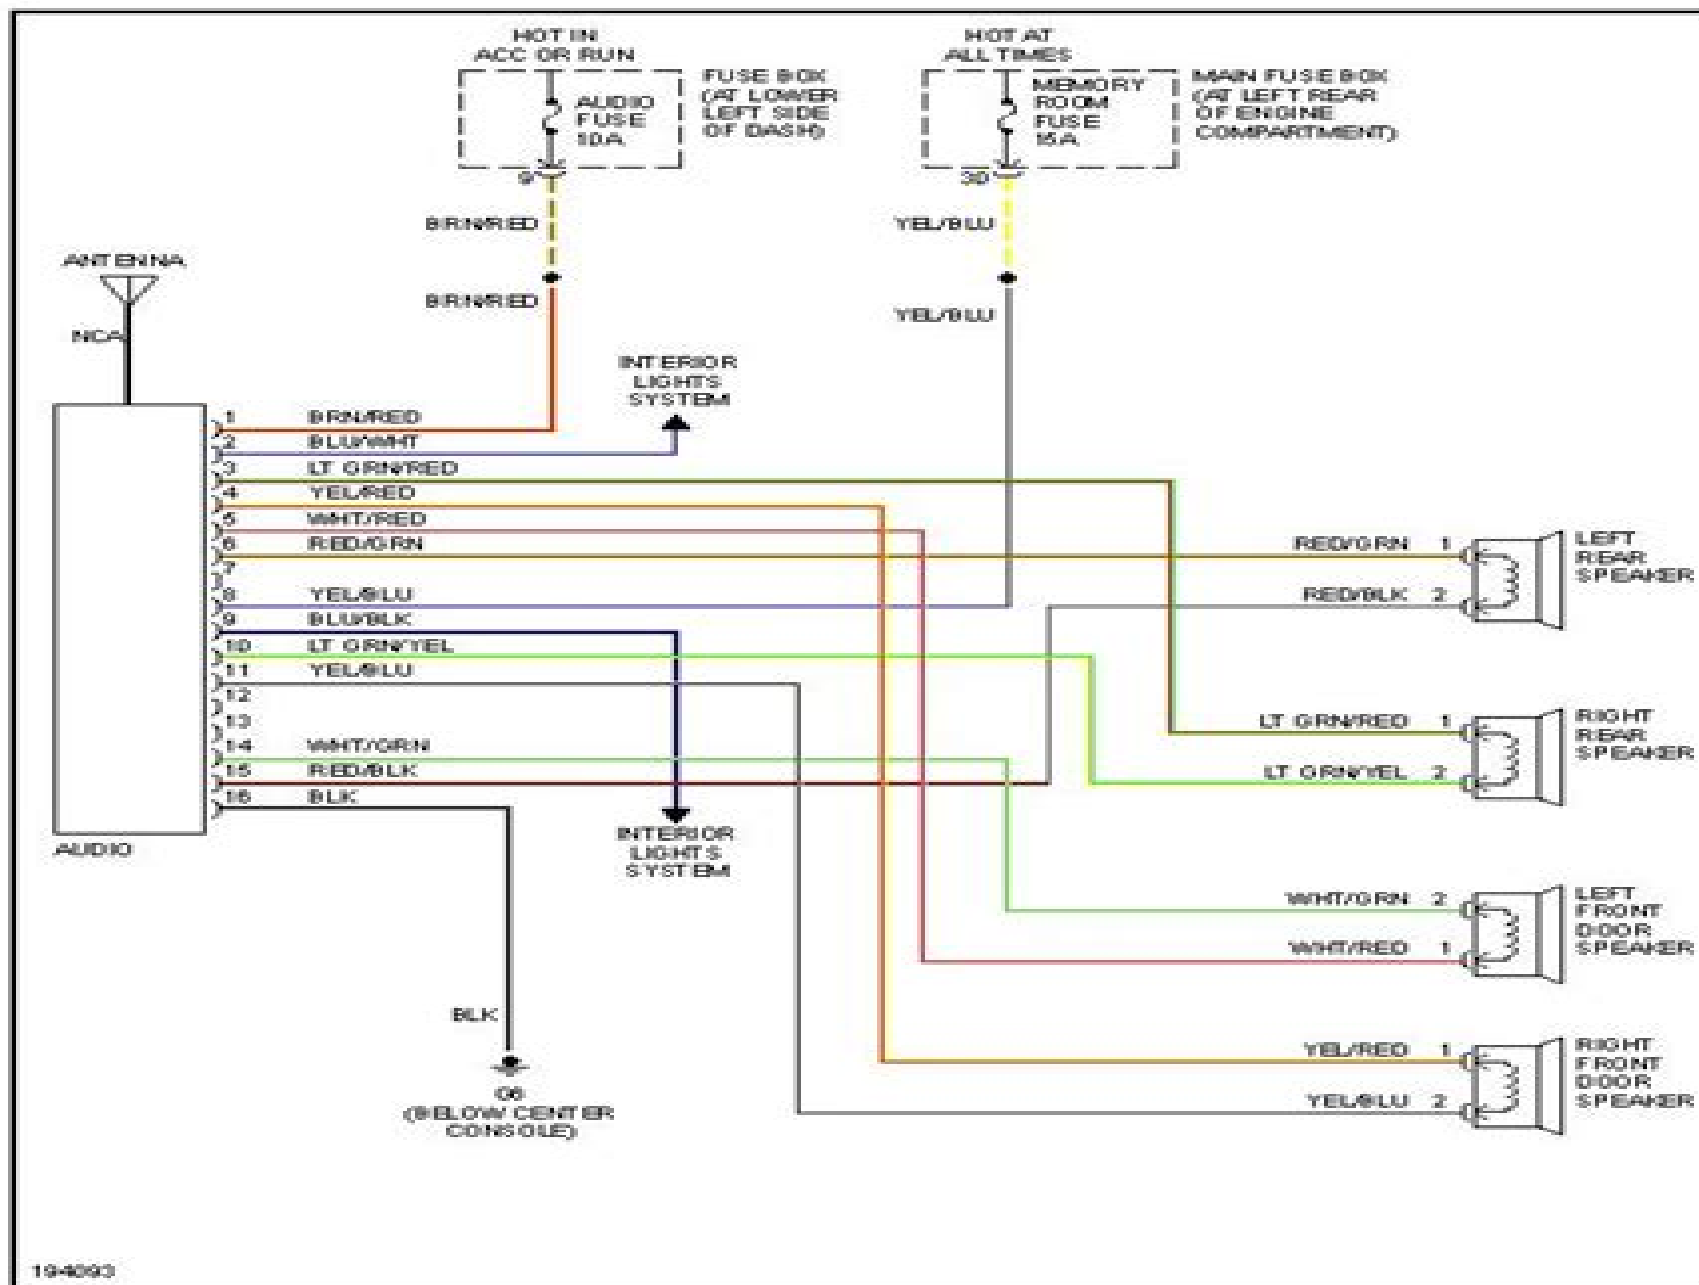 HOT IN
ACC OR RUN
HOT AT
ALL TIMES
AUDIO
FUSE
10A
FUSE BOX
(AT LOWER
LEFT SIDE
OF DASH)
MEMORY
ROOM
FUSE
15A
MAIN FUSE BOX
(AT LEFT REAR
OF ENGINE
COMPARTMENT)
9
30
BRN/RED
YEL/BLU
ANTENNA
BRN/RED
YEL/BLU
NCA
INTERIOR
LIGHTS
SYSTEM
1 BRN/RED
2 BLU/WHT
3 LT GRN/RED
4 YEL/RED
5 WHT/RED
6 RED/GRN
7
8 YEL/BLU
9 BLU/BLK
10 LT GRN/YEL
11 YEL/BLU
12
13
14 WHT/GRN
15 RED/BLK
16 BLK
AUDIO
INTERIOR
LIGHTS
SYSTEM
RED/GRN 1
RED/BLK 2
LEFT
REAR
SPEAKER
LT GRN/RED 1
LT GRN/YEL 2
RIGHT
REAR
SPEAKER
WHT/GRN 2
WHT/RED 1
LEFT
FRONT
DOOR
SPEAKER
BLK
G6
(BELOW CENTER
CONSOLE)
YEL/RED 1
YEL/BLU 2
RIGHT
FRONT
DOOR
SPEAKER
194093